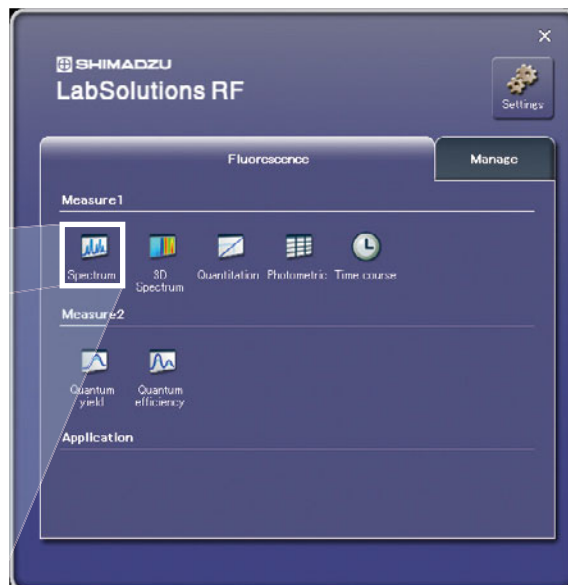 SHIMADZU
LabSolutions RF
Settings
Fluorescence
Manage
Measure1
Spectrum
3D
Spectrum
Quantitation
Photometric
Time course
Measure2
Quantum
yield
Quantum
efficiency
Application